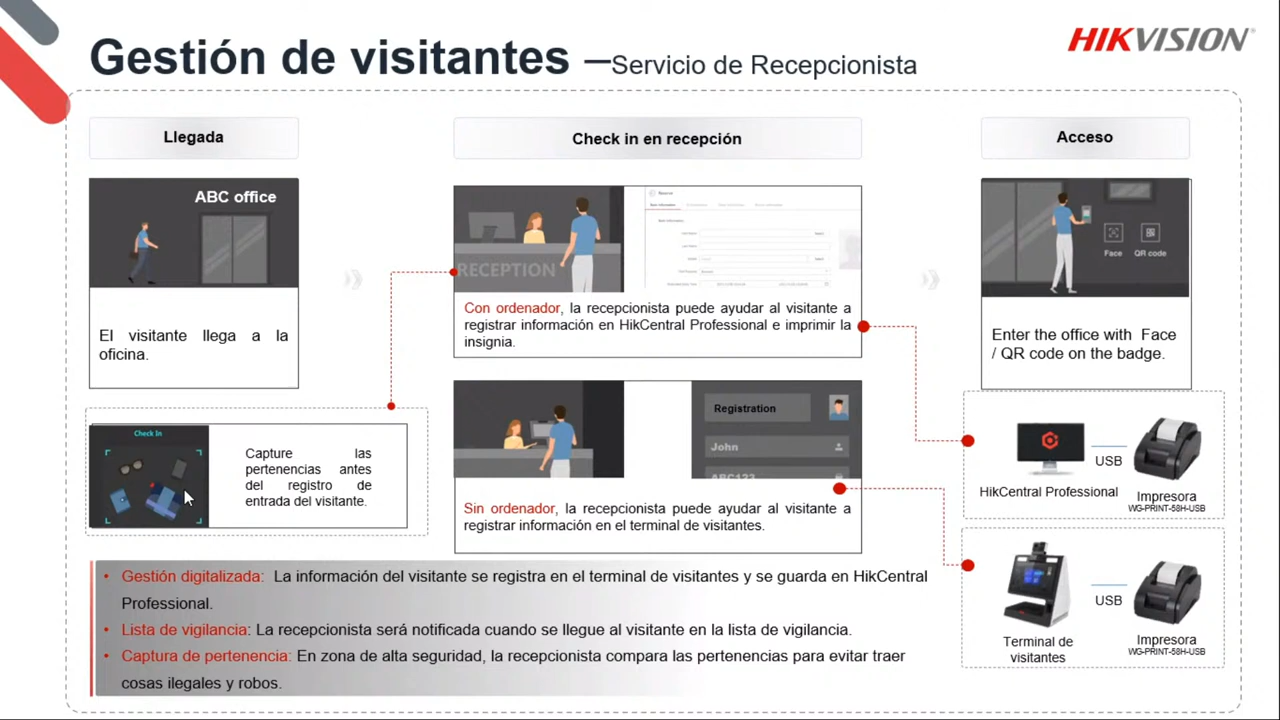 HIKVISION
Gestión de visitantes —Servicio de Recepcionista
Llegada
ABC office
El visitante llega a la
oficina.
Check In
Capture las
pertenencias antes
del registro de
entrada del visitante.
Check in en recepción
RECEPTION
Con ordenador, la recepcionista puede ayudar al visitante a
registrar información en HikCentral Professional e imprimir la
insignia.
Registration
John
ABC123
Sin ordenador, la recepcionista puede ayudar al visitante a
registrar información en el terminal de visitantes.
Acceso
Face
QR code
Enter the office with Face
/ QR code on the badge.
USB
HikCentral Professional
Impresora
WG-PRINT-58H-USB
USB
Terminal de
visitantes
Impresora
WG-PRINT-58H-USB
• Gestión digitalizada: La información del visitante se registra en el terminal de visitantes y se guarda en HikCentral
Professional.
• Lista de vigilancia: La recepcionista será notificada cuando se llegue al visitante en la lista de vigilancia.
• Captura de pertenencia: En zona de alta seguridad, la recepcionista compara las pertenencias para evitar traer
cosas ilegales y robos.